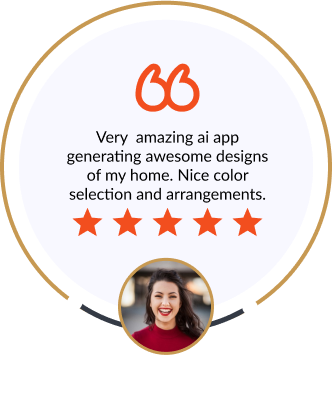 Very amazing ai app
generating awesome designs
of my home. Nice color
selection and arrangements.